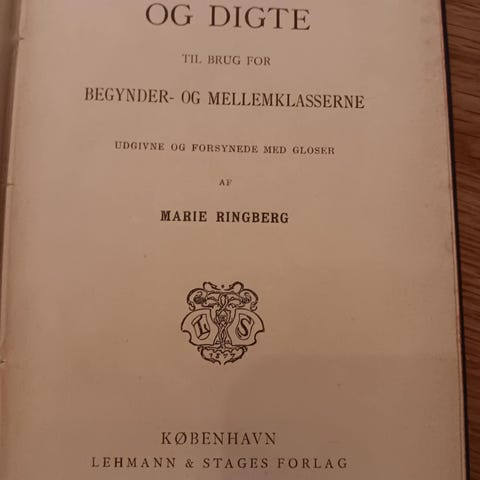 OG DIGTE
TIL BRUG FOR
BEGYNDER- OG MELLEMKLASSERNE
UDGIVNE OG FORSYNEDE MED GLOSER
AF
MARIE RINGBERG
L S
KØBENHAVN
LEHMANN & STAGES FORLAG